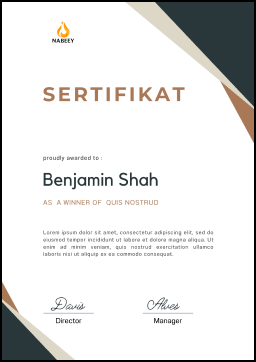 NABEEY
SERTIFIKAT
proudly awarded to :
Benjamin Shah
AS A WINNER OF QUIS NOSTRUD
Lorem ipsum dolor sit amet, consectetur adipiscing elit, sed do
eiusmod tempor incididunt ut labore et dolore magna aliqua. Ut
enim ad minim veniam, quis nostrud exercitation ullamco
laboris nisi ut aliquip ex ea commodo consequat.
Davis Alves
Director Manager